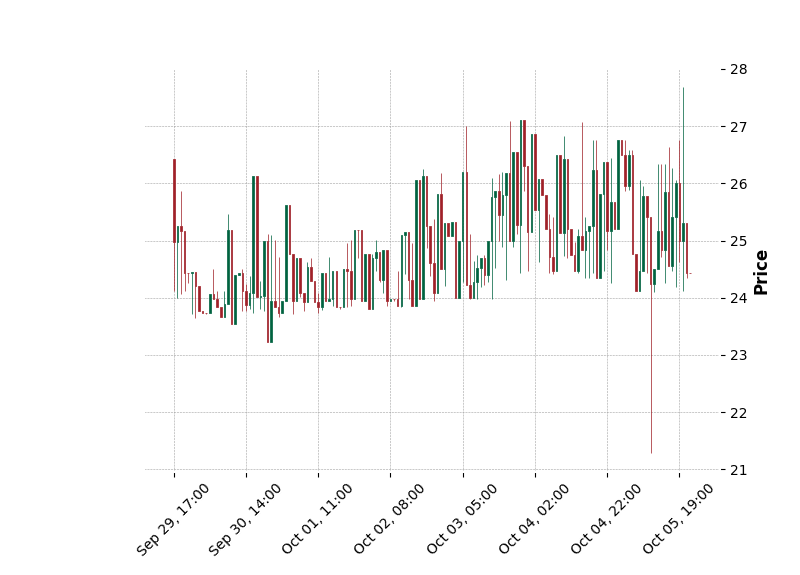 28
27
26
25
24
23
22
21
Price
Sep 29, 17:00
Sep 30, 14:00
Oct 01, 11:00
Oct 02, 08:00
Oct 03, 05:00
Oct 04, 02:00
Oct 04, 22:00
Oct 05, 19:00